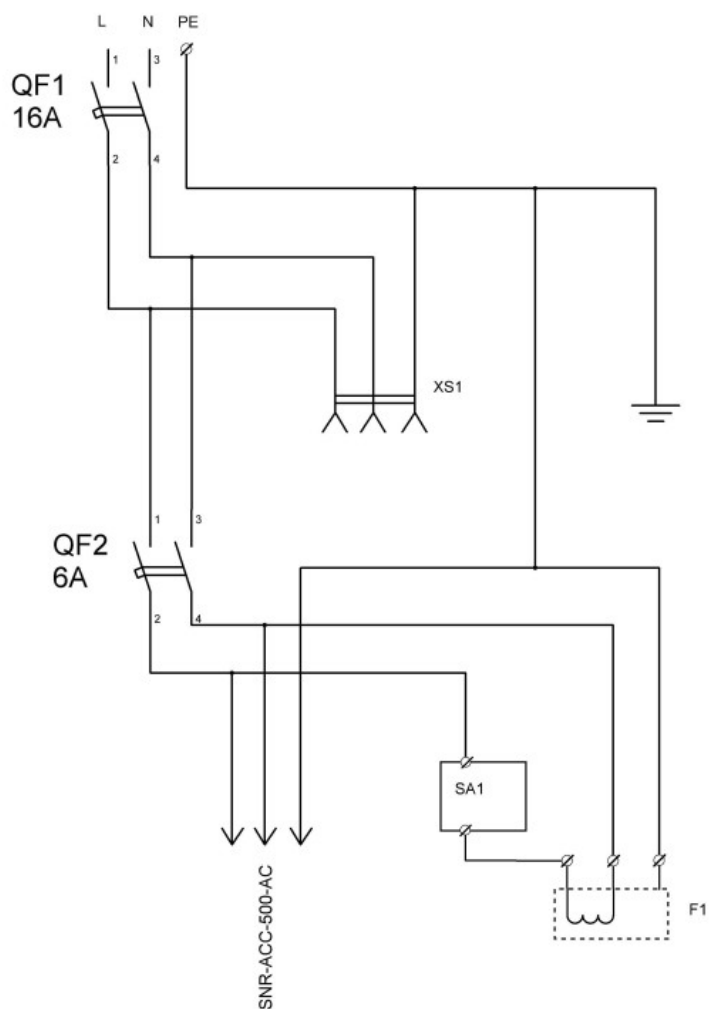 L N PE
1 3
QF1
16A
2 4
XS1
1 3
QF2
6A
2 4
SA1
F1
SNR-ACC-500-AC